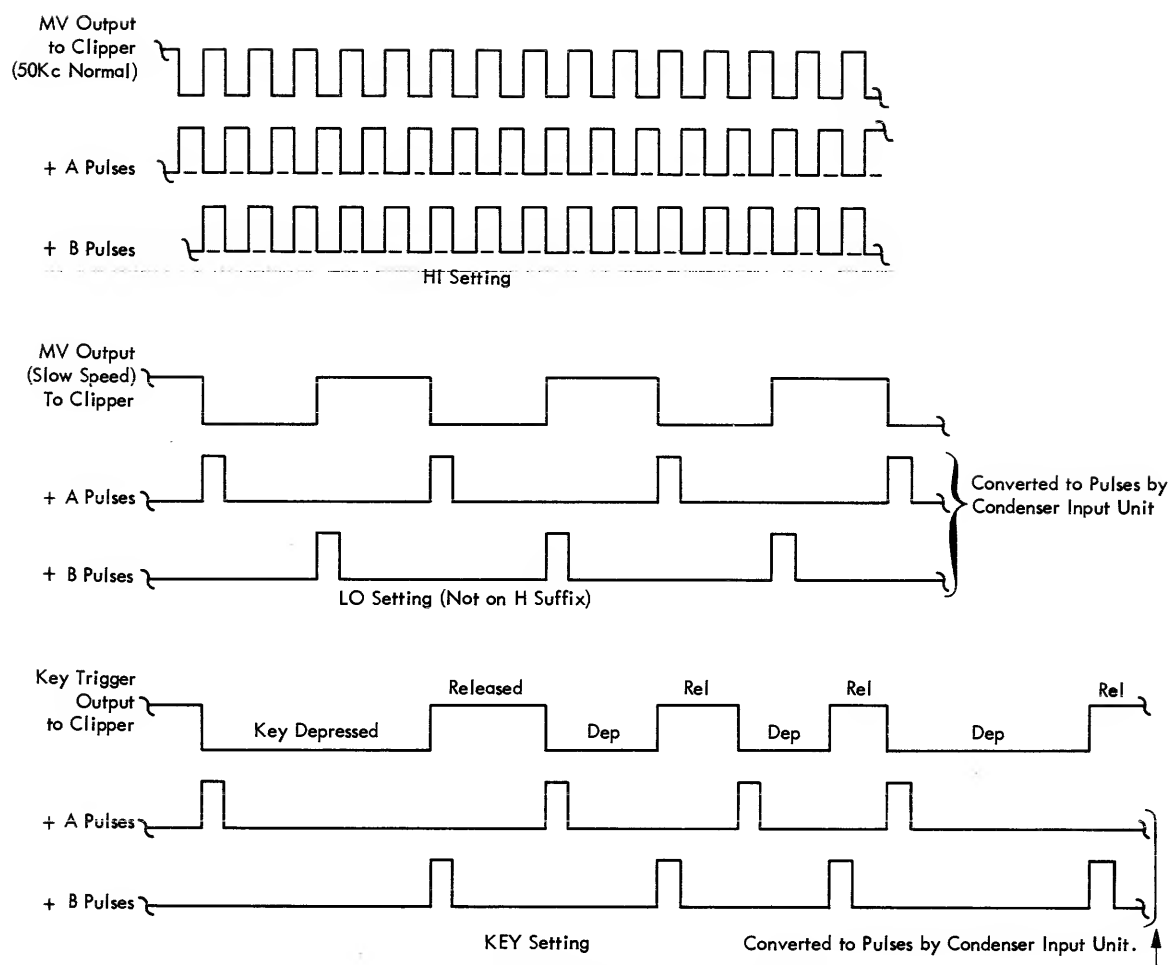 MV Output
to Clipper
(50Kc Normal)
+ A Pulses
+ B Pulses
HI Setting
MV Output
(Slow Speed)
To Clipper
+ A Pulses
Converted to Pulses by
Condenser Input Unit
+ B Pulses
LO Setting (Not on H Suffix)
Key Trigger
Output
to Clipper
Released
Rel
Rel
Rel
Key Depressed
Dep
Dep
Dep
+ A Pulses
+ B Pulses
KEY Setting
Converted to Pulses by Condenser Input Unit.